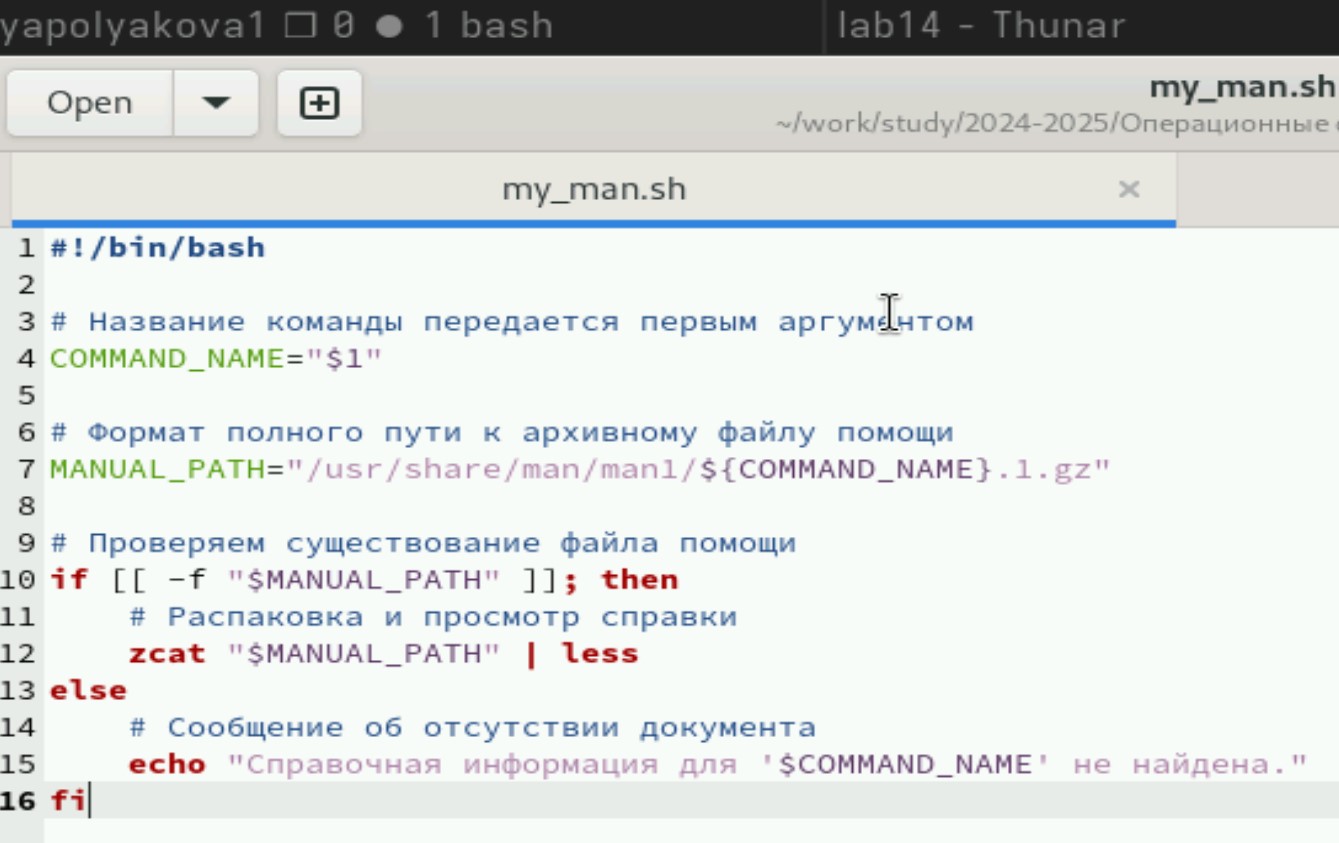 yapolyakova1 □ 0 ● 1 bash
lab14 - Thunar
Open
my_man.sh
~/work/study/2024-2025/Операционные
my_man.sh ×
1 #!/bin/bash
2
3 # Название команды передается первым аргументом
4 COMMAND_NAME="$1"
5
6 # Формат полного пути к архивному файлу помощи
7 MANUAL_PATH="/usr/share/man/man1/${COMMAND_NAME}.1.gz"
8
9 # Проверяем существование файла помощи
10 if [[ -f "$MANUAL_PATH" ]]; then
11     # Распаковка и просмотр справки
12     zcat "$MANUAL_PATH" | less
13 else
14     # Сообщение об отсутствии документа
15     echo "Справочная информация для '$COMMAND_NAME' не найдена."
16 fi